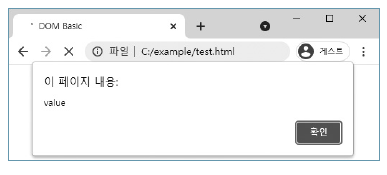 DOM Basic
파일 | C:/example/test.html
게스트
이 페이지 내용:
value
확인